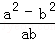 a² − b²
ab